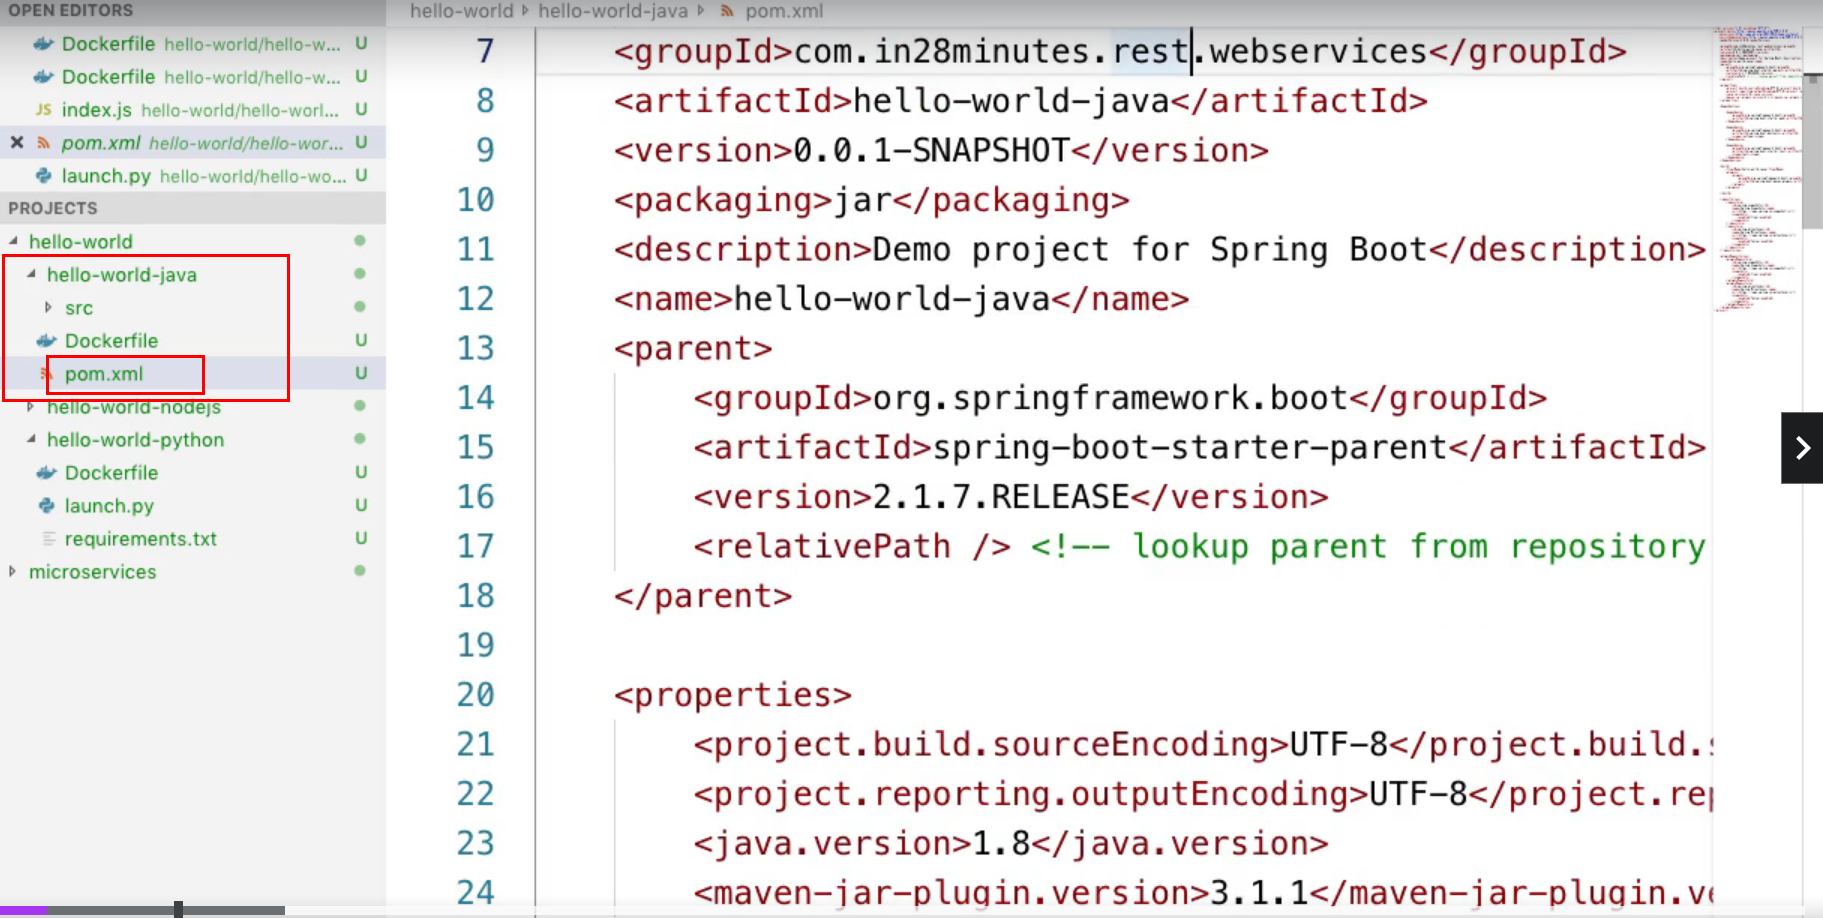 OPEN EDITORS
Dockerfile hello-world/hello-w... U
Dockerfile hello-world/hello-w... U
JS index.js hello-world/hello-worl... U
pom.xml hello-world/hello-wor... U
launch.py hello-world/hello-wo... U
PROJECTS
hello-world
hello-world-java
src
Dockerfile U
pom.xml U
hello-world-nodejs
hello-world-python
Dockerfile U
launch.py U
requirements.txt U
microservices
hello-world hello-world-java pom.xml
7 <groupId>com.in28minutes.rest.webservices</groupId>
8 <artifactId>hello-world-java</artifactId>
9 <version>0.0.1-SNAPSHOT</version>
10 <packaging>jar</packaging>
11 <description>Demo project for Spring Boot</description>
12 <name>hello-world-java</name>
13 <parent>
14 <groupId>org.springframework.boot</groupId>
15 <artifactId>spring-boot-starter-parent</artifactId>
16 <version>2.1.7.RELEASE</version>
17 <relativePath /> <!-- lookup parent from repository
18 </parent>
19
20 <properties>
21 <project.build.sourceEncoding>UTF-8</project.build.
22 <project.reporting.outputEncoding>UTF-8</project.rep
23 <java.version>1.8</java.version>
24 <maven-jar-plugin.version>3.1.1</maven-jar-plugin.ve